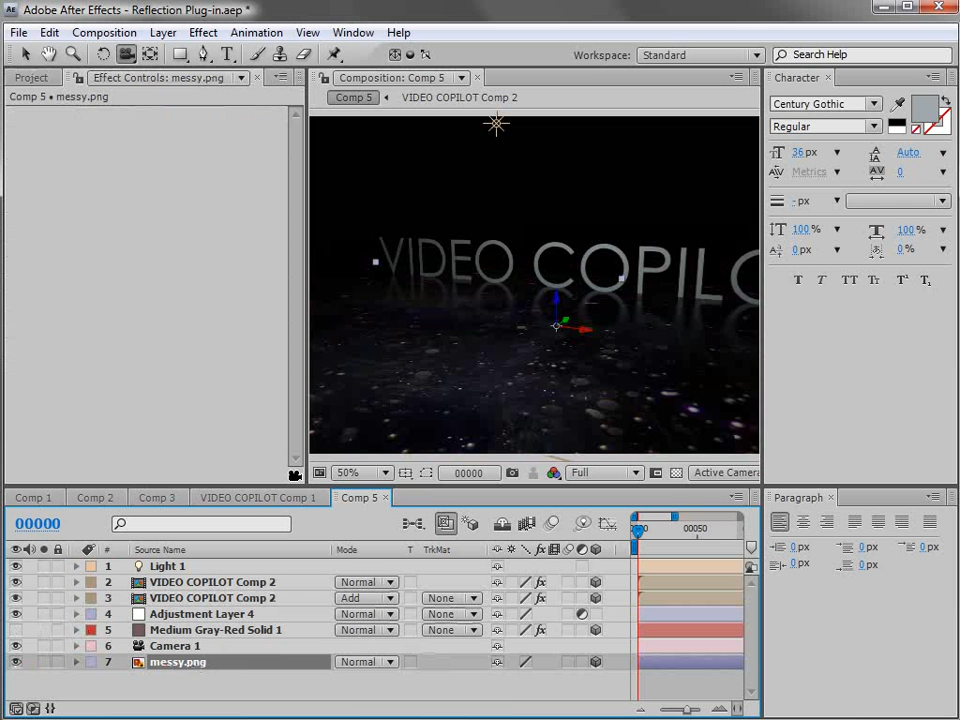 Adobe After Effects - Reflection Plug-in.aep *
File Edit Composition Layer Effect Animation View Window Help
Workspace: Standard Search Help
Project Effect Controls: messy.png Composition: Comp 5 Character
Comp 5 • messy.png
Comp 5 VIDEO COPILOT Comp 2
Century Gothic
Regular
36 px Auto
Metrics 0
- px
100 % 100 %
0 px 0 %
T T TT Tr T¹ T₁
VIDEO COPILO
50% 00000 Full Active Camera
Comp 1 Comp 2 Comp 3 VIDEO COPILOT Comp 1 Comp 5 Paragraph
00000
00050
# Source Name Mode T TrkMat
1 Light 1
2 VIDEO COPILOT Comp 2 Normal
3 VIDEO COPILOT Comp 2 Add None
4 Adjustment Layer 4 Normal None
5 Medium Gray-Red Solid 1 Normal None
6 Camera 1
7 messy.png Normal
0 px 0 px 0 px
0 px 0 px